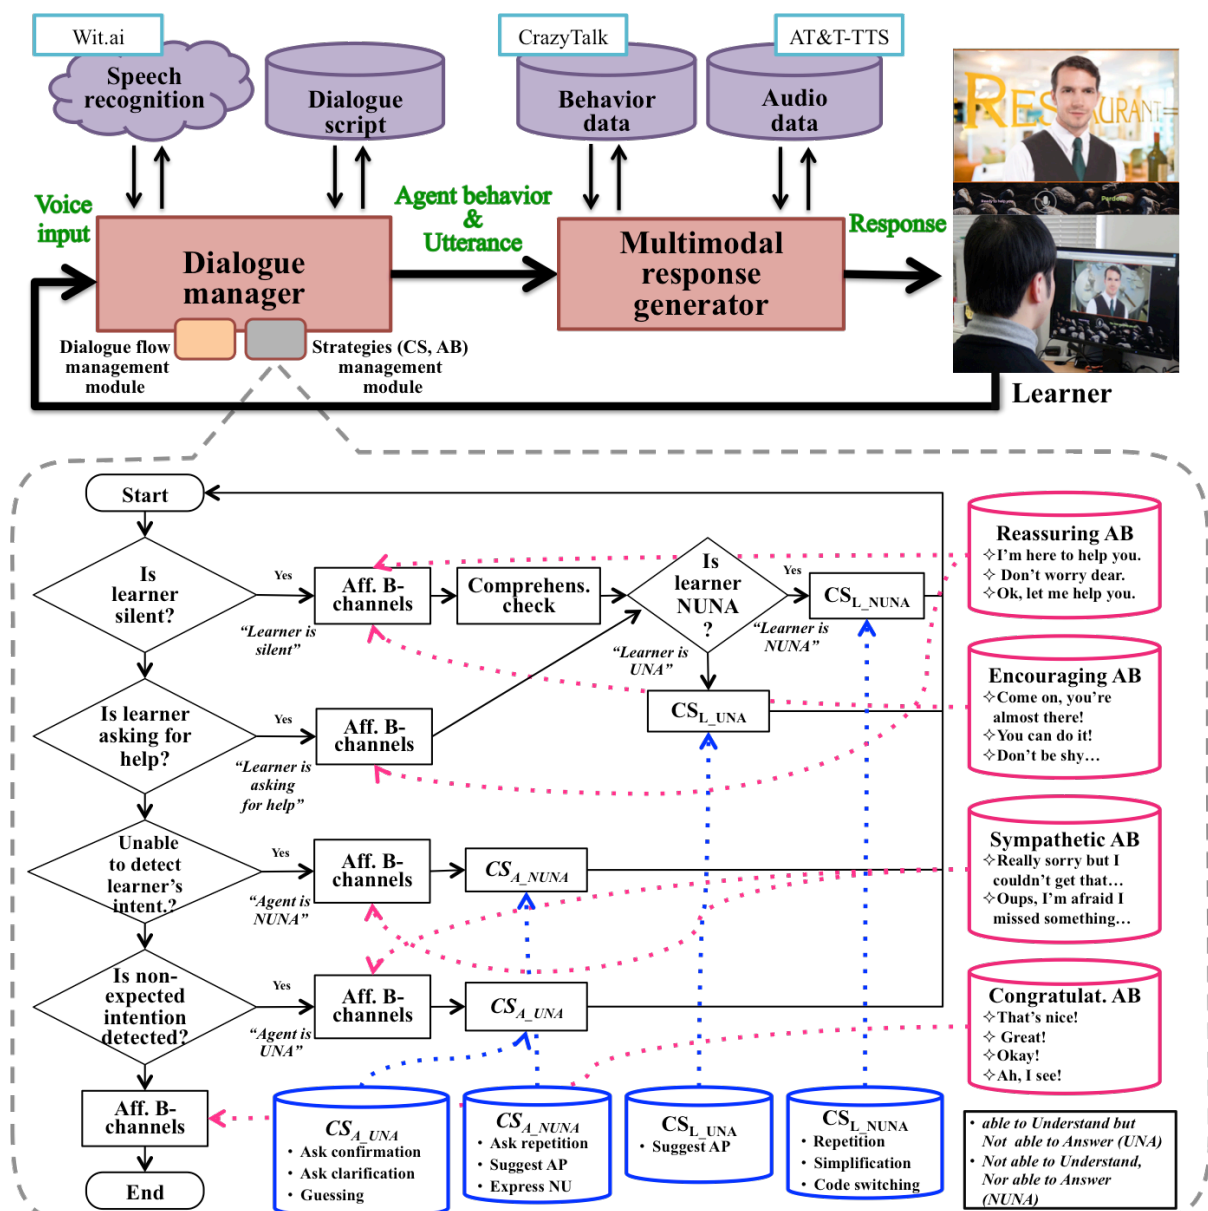 Wit.ai
Speech
recognition
Dialogue
script
CrazyTalk
Behavior
data
AT&T-TTS
Audio
data
RESTAURANT
Voice
input
Dialogue
manager
Agent behavior
&
Utterance
Multimodal
response
generator
Response
Dialogue flow
management
module
Strategies (CS, AB)
management
module
Learner
Start
Is
learner
silent?
Yes
“Learner is
silent”
Aff. B-
channels
Comprehens.
check
Is
learner
NUNA
?
Yes
“Learner is
NUNA”
CSL_NUNA
“Learner is
UNA”
CSL_UNA
Is learner
asking for
help?
Yes
“Learner is
asking
for help”
Aff. B-
channels
Unable
to detect
learner’s
intent.?
Yes
“Agent is
NUNA”
Aff. B-
channels
CSA_NUNA
Is non-
expected
intention
detected?
Yes
“Agent is
UNA”
Aff. B-
channels
CSA_UNA
Aff. B-
channels
End
Reassuring AB
✧I’m here to help you.
✧ Don’t worry dear.
✧Ok, let me help you.
Encouraging AB
✧Come on, you’re
almost there!
✧You can do it!
✧Don’t be shy…
Sympathetic AB
✧Really sorry but I
couldn’t get that…
✧Oups, I’m afraid I
missed something…
Congratulat. AB
✧That’s nice!
✧ Great!
✧Okay!
✧Ah, I see!
CSA_UNA
• Ask confirmation
• Ask clarification
• Guessing
CSA_NUNA
• Ask repetition
• Suggest AP
• Express NU
CSL_UNA
• Suggest AP
CSL_NUNA
• Repetition
• Simplification
• Code switching
• able to Understand but
Not able to Answer (UNA)
• Not able to Understand,
Nor able to Answer
(NUNA)